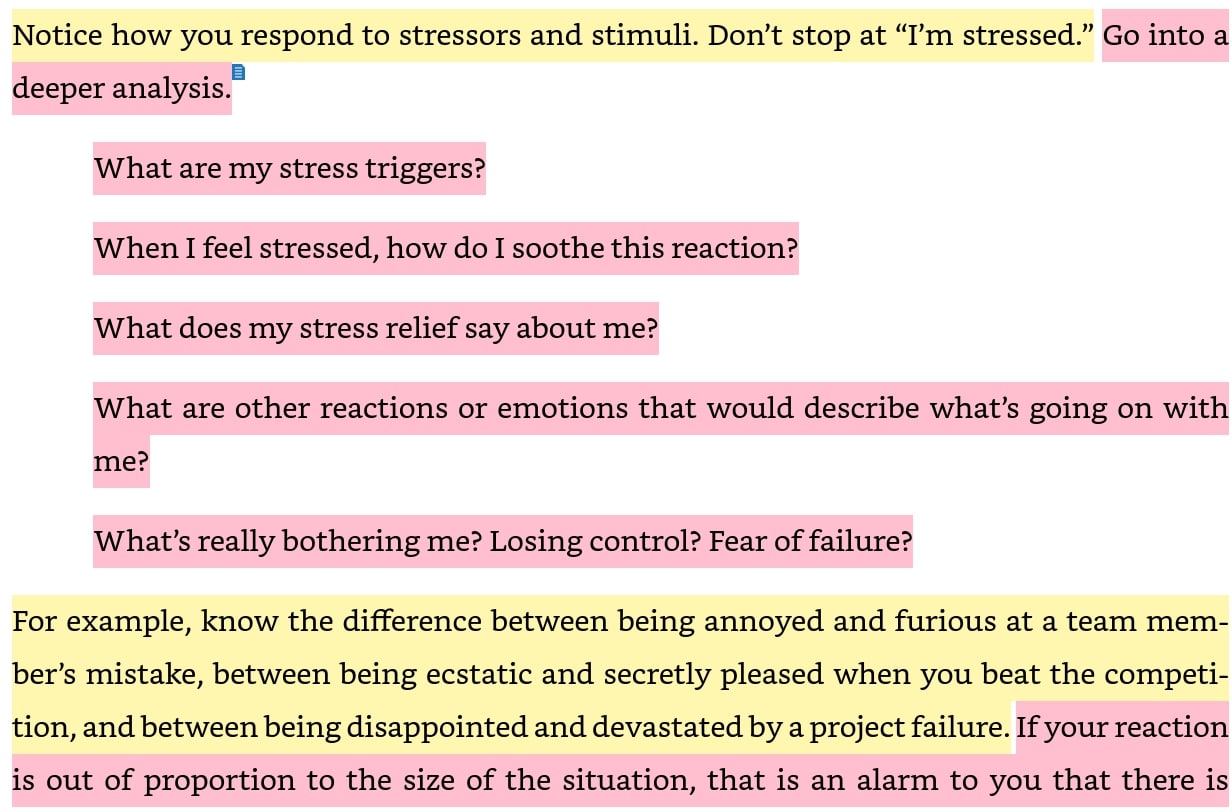 Notice how you respond to stressors and stimuli. Don’t stop at “I’m stressed.” Go into a
deeper analysis.
What are my stress triggers?
When I feel stressed, how do I soothe this reaction?
What does my stress relief say about me?
What are other reactions or emotions that would describe what’s going on with
me?
What’s really bothering me? Losing control? Fear of failure?
For example, know the difference between being annoyed and furious at a team mem-
ber’s mistake, between being ecstatic and secretly pleased when you beat the competi-
tion, and between being disappointed and devastated by a project failure. If your reaction
is out of proportion to the size of the situation, that is an alarm to you that there is